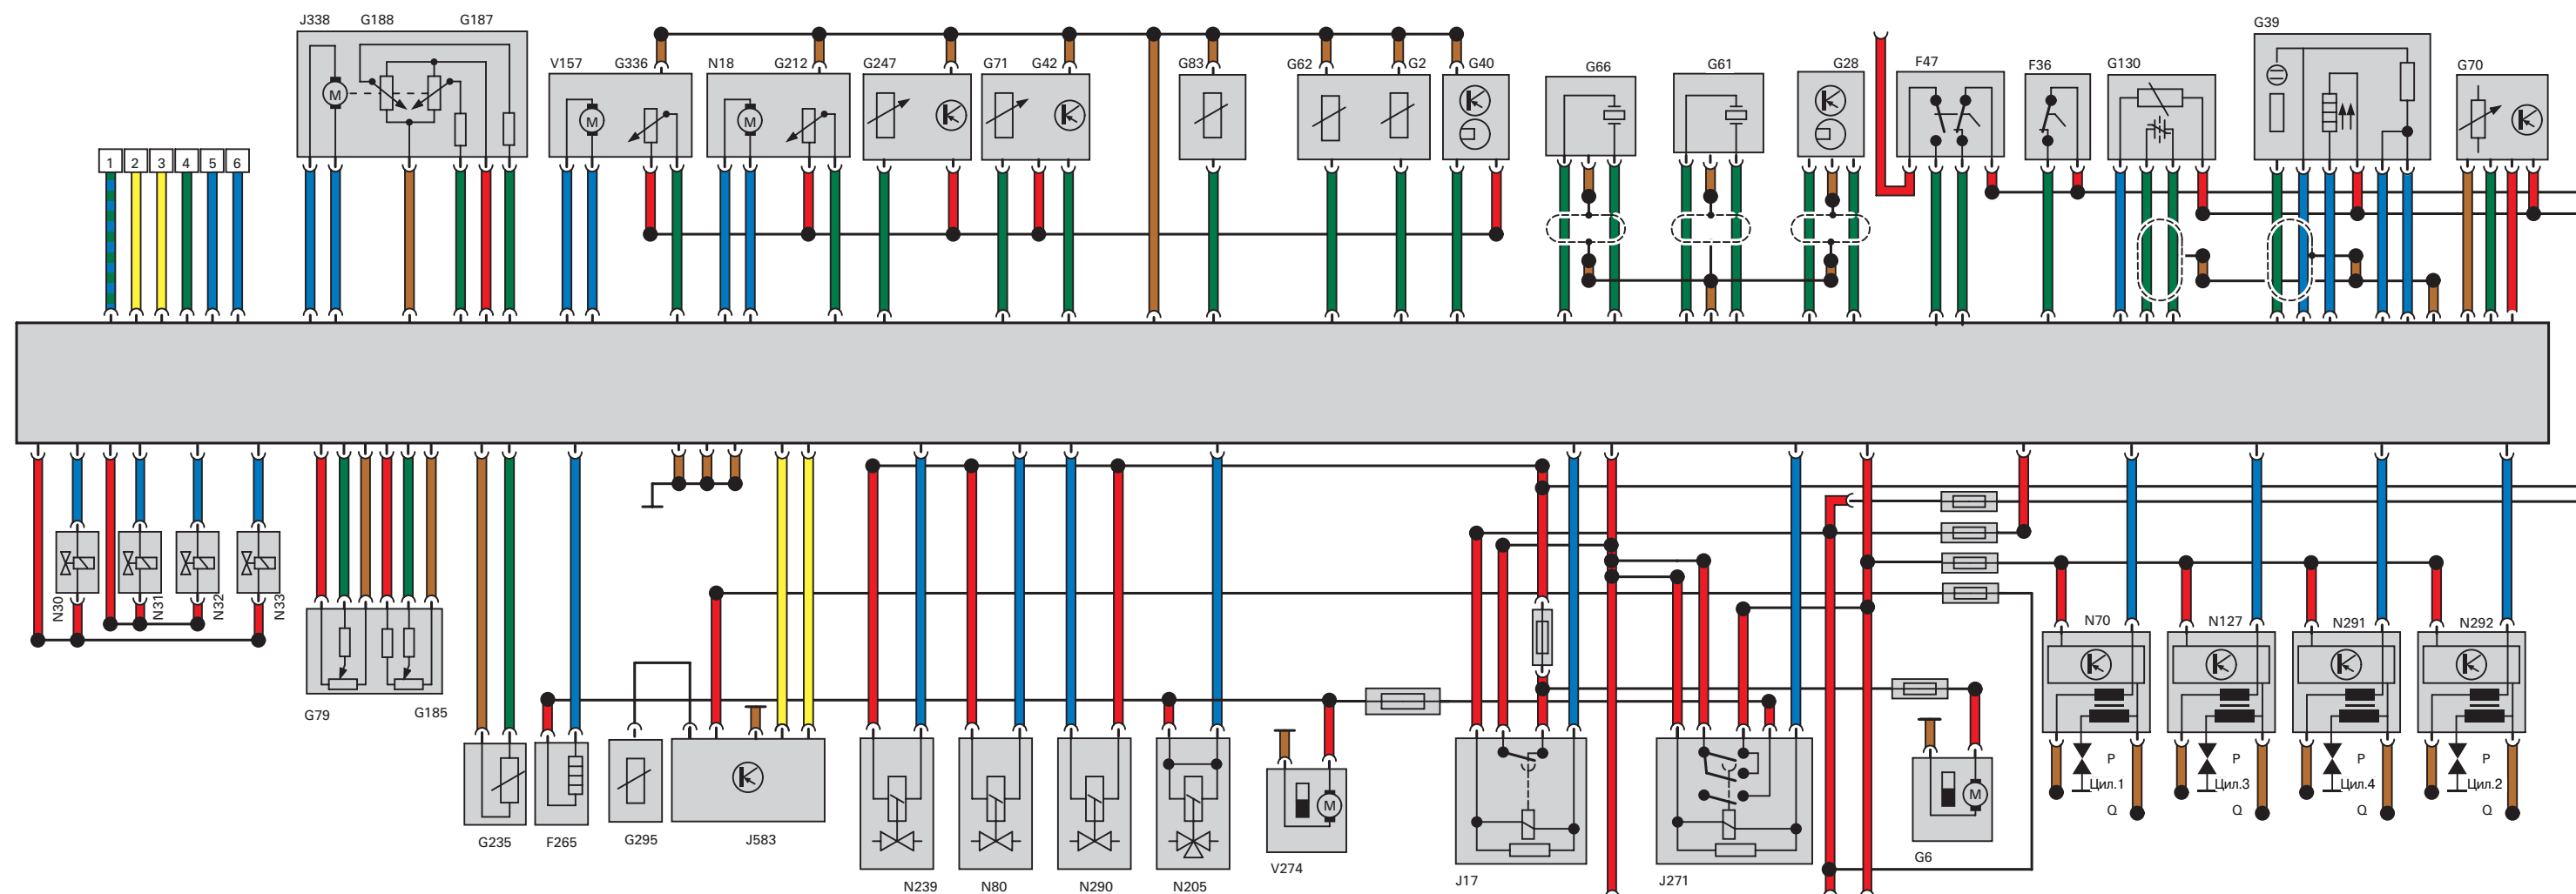 J338 G188 G187
G39
V157 G336 N18 G212 G247 G71 G42 G83 G62 G2 G40 G66 G61 G28 F47 F36 G130 G70
M
M M
1 2 3 4 5 6
N30 N31 N32 N33
G79 G185
N70 N127 N291 N292
M M
P P P P
Цил.1 Цил.3 Цил.4 Цил.2
Q Q Q Q
G235 F265 G295 J583
V274 G6
N239 N80 N290 N205 J17 J271